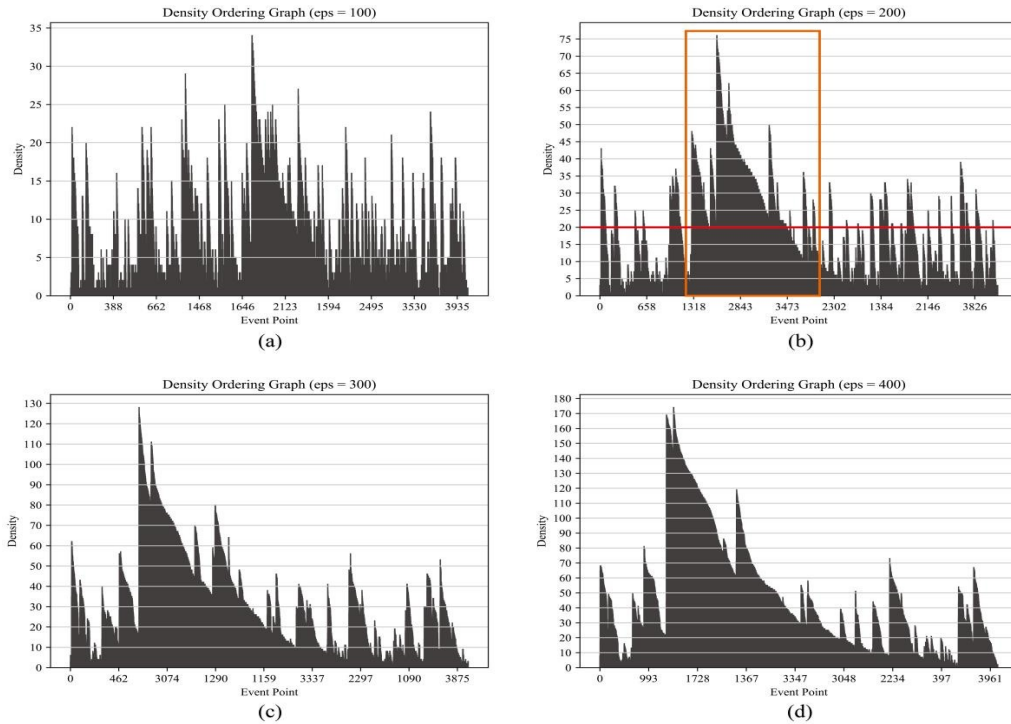 Density Ordering Graph (eps = 100)
35
30
25
20
15
10
5
0
Density
0 388 662 1468 1646 2123 1594 2495 3530 3935
Event Point
(a)
Density Ordering Graph (eps = 200)
75
70
65
60
55
50
45
40
35
30
25
20
15
10
5
0
Density
0 658 1318 2843 3473 2302 1384 2146 3826
Event Point
(b)
Density Ordering Graph (eps = 300)
130
120
110
100
90
80
70
60
50
40
30
20
10
0
Density
0 462 3074 1290 1159 3337 2297 1090 3875
Event Point
(c)
Density Ordering Graph (eps = 400)
180
170
160
150
140
130
120
110
100
90
80
70
60
50
40
30
20
10
0
Density
0 993 1728 1367 3347 3048 2234 397 3961
Event Point
(d)